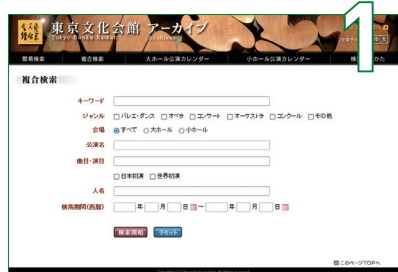 1
東京文化会館 アーカイブ
Tokyo Bunka Kaikan Archives
簡易検索 複合検索 大ホール公演カレンダー 小ホール公演カレンダー
複合検索
キーワード
ジャンル バレエ・ダンス オペラ コンサート オーケストラ コンクール その他
会場 すべて 大ホール 小ホール
公演名
曲目・演目
日本初演 世界初演
人名
検索期間(西暦) 年 月 日 ~ 年 月 日
検索開始 リセット
このページTOPへ